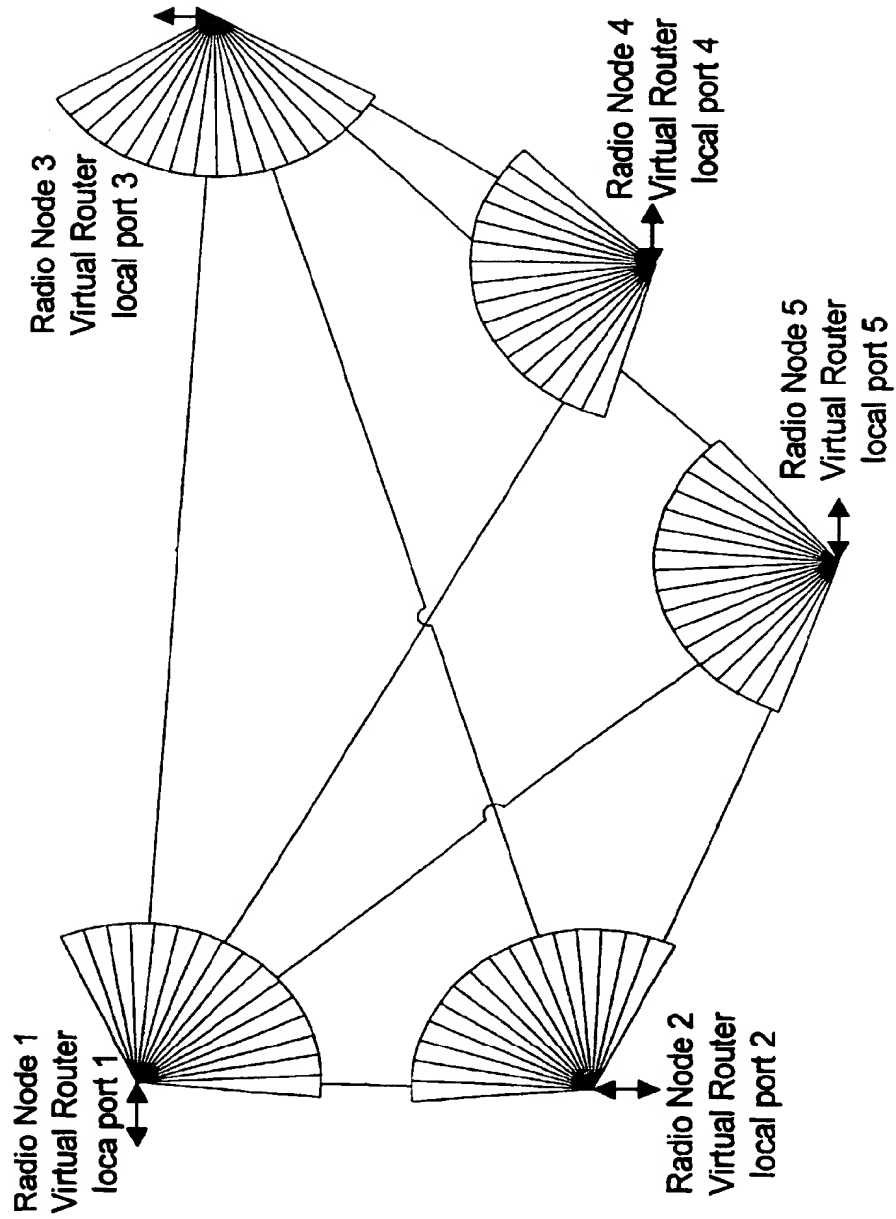 Radio Node 1
Virtual Router
loca port 1
Radio Node 2
Virtual Router
local port 2
Radio Node 3
Virtual Router
local port 3
Radio Node 4
Virtual Router
local port 4
Radio Node 5
Virtual Router
local port 5